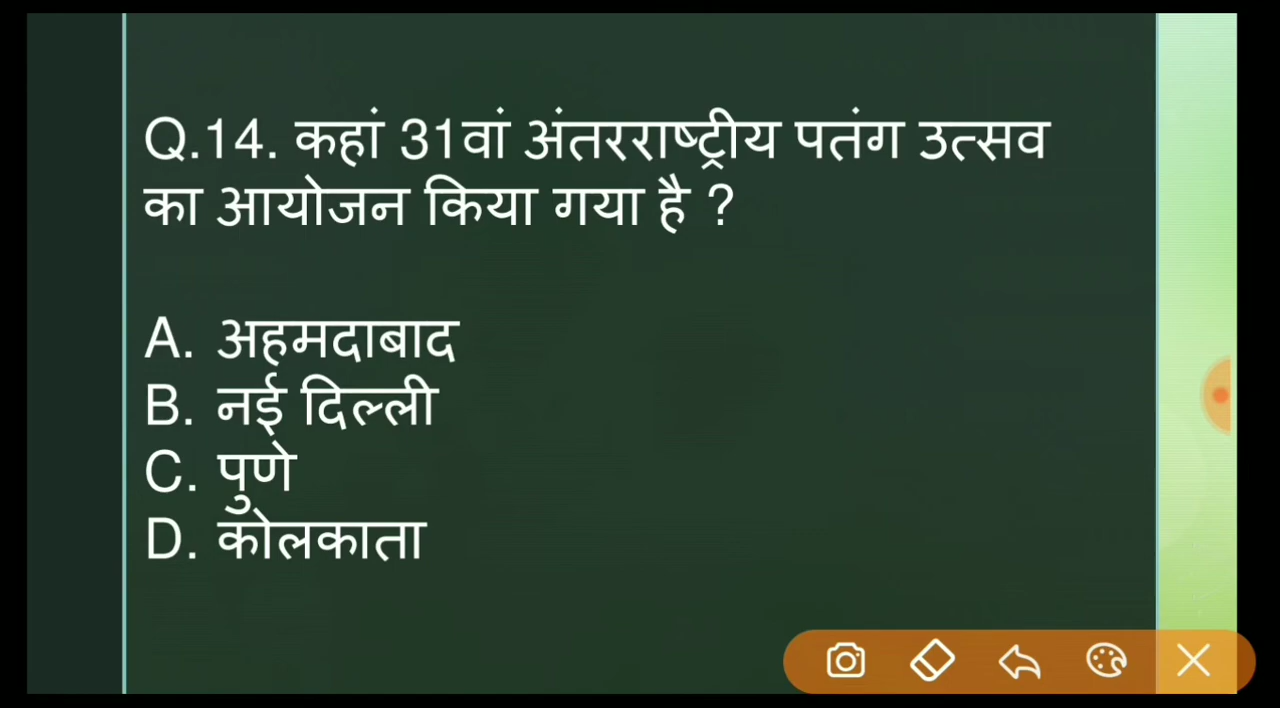 Q.14. कहां 31वां अंतरराष्ट्रीय पतंग उत्सव
का आयोजन किया गया है ?
A. अहमदाबाद
B. नई दिल्ली
C. पुणे
D. कोलकाता